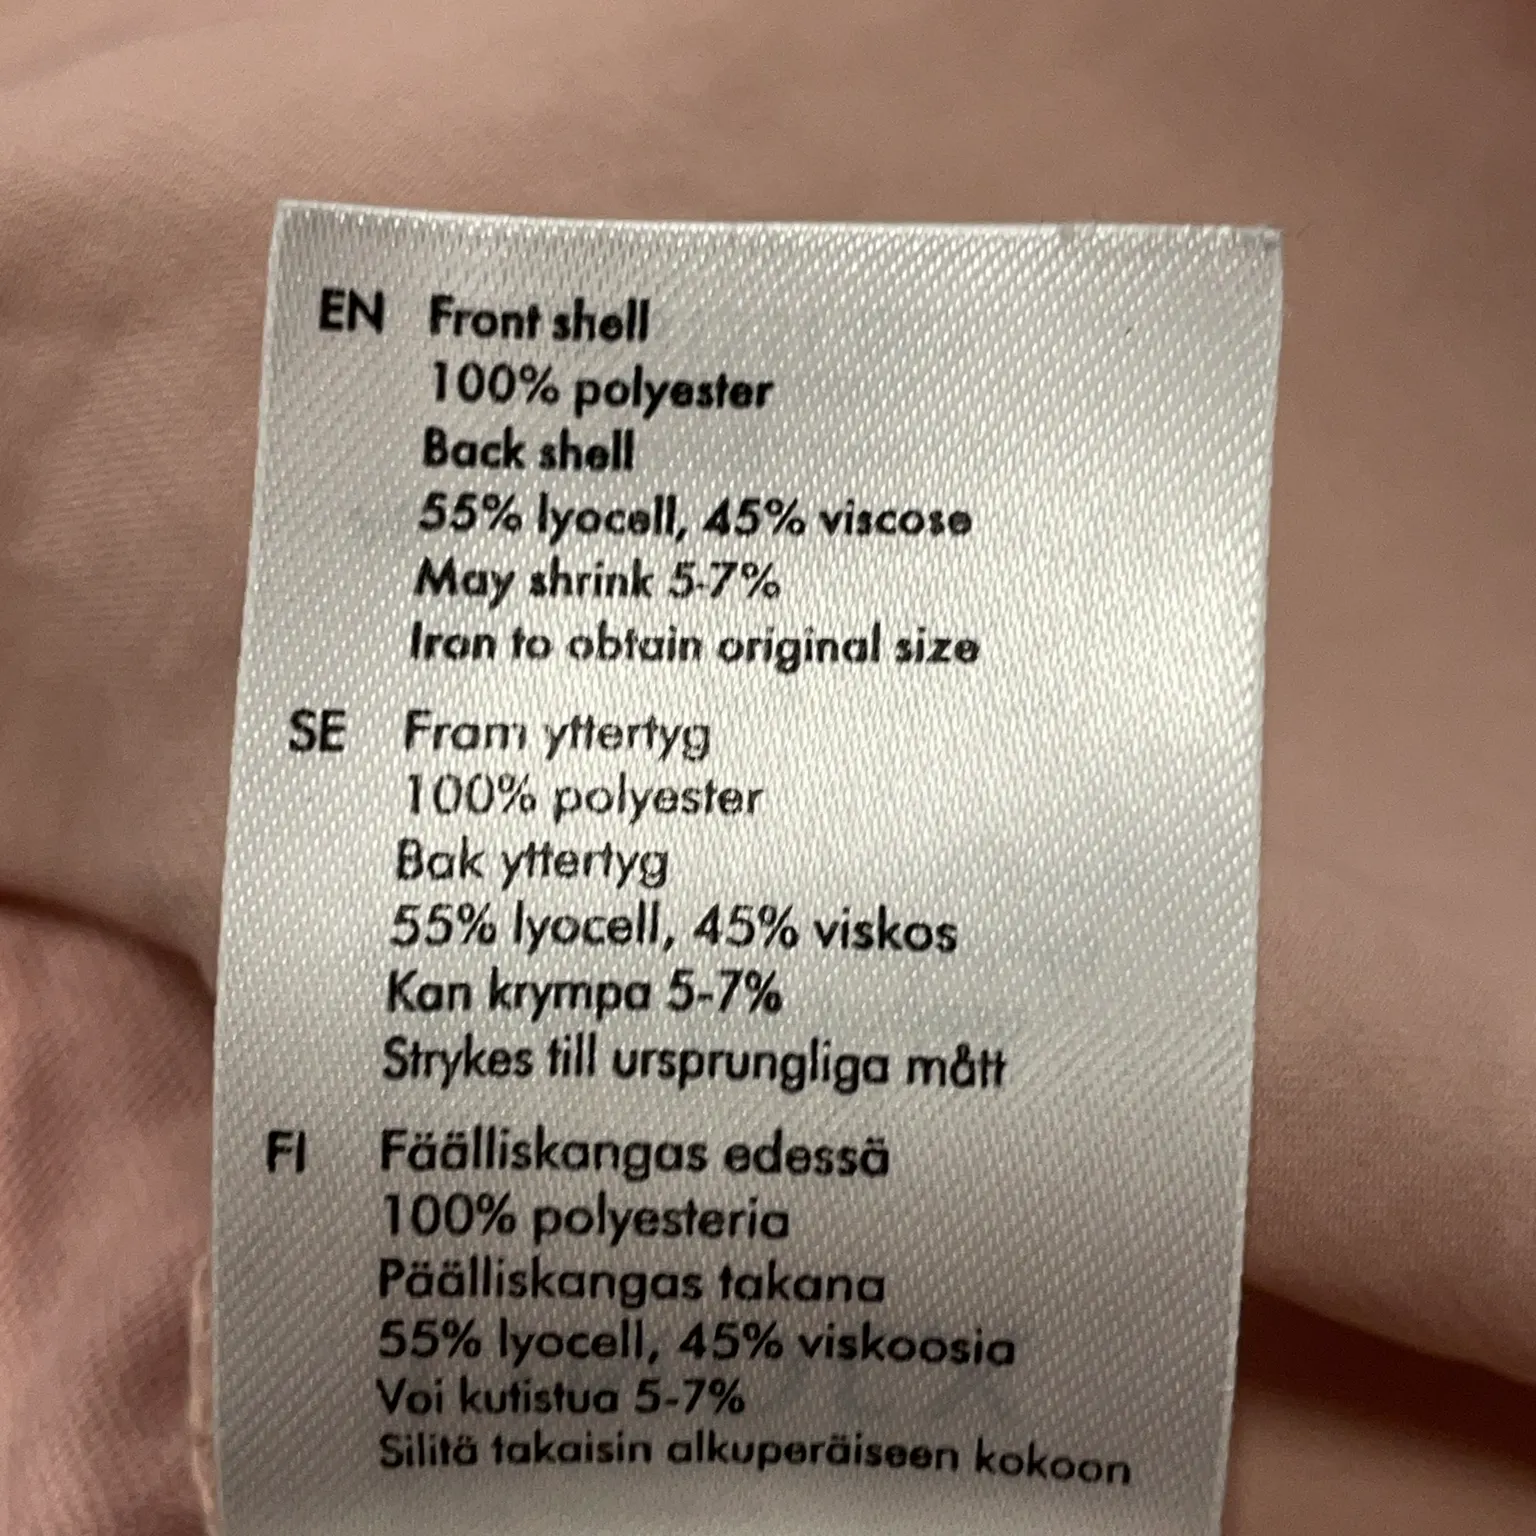 EN Front shell
100% polyester
Back shell
55% lyocell, 45% viscose
May shrink 5-7%
Iron to obtain original size
SE Fram yttertyg
100% polyester
Bak yttertyg
55% lyocell, 45% viskos
Kan krympa 5-7%
Strykes till ursprungliga mått
FI Fäälliskangas edessä
100% polyesteria
Päälliskangas takana
55% lyocell, 45% viskoosia
Voi kutistua 5-7%
Silitä takaisin alkuperäiseen kokoon